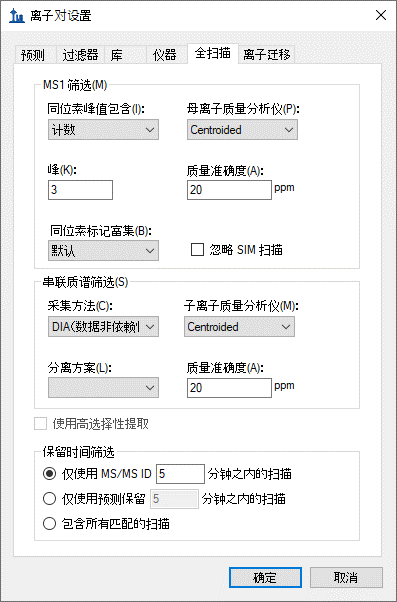 离子对设置
预测 过滤器 库 仪器 全扫描 离子迁移
MS1 筛选(M)
同位素峰值包含(I): 母离子质量分析仪(P):
计数 Centroided
峰(K): 质量准确度(A):
3 20 ppm
同位素标记富集(B):
默认 忽略 SIM 扫描
串联质谱筛选(S)
采集方法(C): 子离子质量分析仪(M):
DIA(数据非依赖 Centroided
分离方案(L): 质量准确度(A):
20 ppm
使用高选择性提取
保留时间筛选
仅使用 MS/MS ID 5 分钟之内的扫描
仅使用预测保留 5 分钟之内的扫描
包含所有匹配的扫描
确定 取消